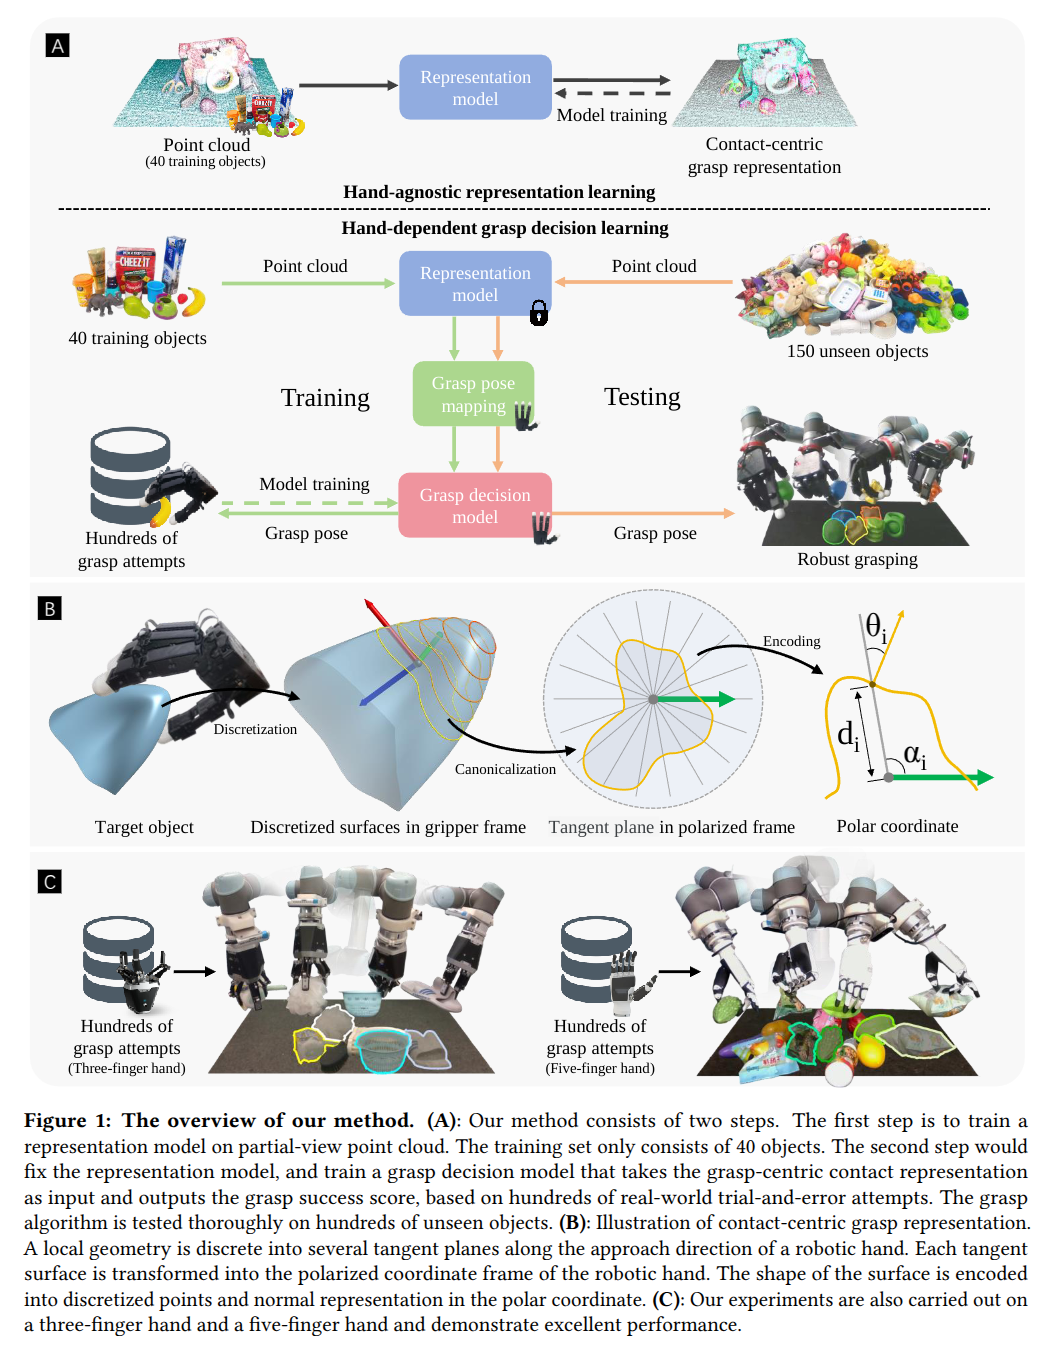 A
Representation
model
Model training
Point cloud
(40 training objects)
Contact-centric
grasp representation
Hand-agnostic representation learning
Hand-dependent grasp decision learning
Point cloud
Representation
model
Point cloud
40 training objects
150 unseen objects
Training
Grasp pose
mapping
Testing
Model training
Grasp decision
model
Grasp pose
Grasp pose
Hundreds of
grasp attempts
Robust grasping
B
Discretization
Canonicalization
Encoding
θi
di
αi
Target object
Discretized surfaces in gripper frame
Tangent plane in polarized frame
Polar coordinate
C
Hundreds of
grasp attempts
(Three-finger hand)
Hundreds of
grasp attempts
(Five-finger hand)
Figure 1: The overview of our method. (A): Our method consists of two steps. The first step is to train a
representation model on partial-view point cloud. The training set only consists of 40 objects. The second step would
fix the representation model, and train a grasp decision model that takes the grasp-centric contact representation
as input and outputs the grasp success score, based on hundreds of real-world trial-and-error attempts. The grasp
algorithm is tested thoroughly on hundreds of unseen objects. (B): Illustration of contact-centric grasp representation.
A local geometry is discrete into several tangent planes along the approach direction of a robotic hand. Each tangent
surface is transformed into the polarized coordinate frame of the robotic hand. The shape of the surface is encoded
into discretized points and normal representation in the polar coordinate. (C): Our experiments are also carried out on
a three-finger hand and a five-finger hand and demonstrate excellent performance.